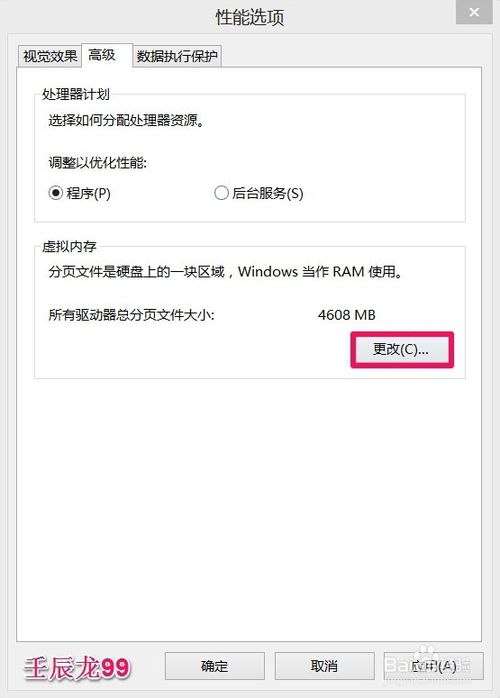 性能选项
视觉效果 高级 数据执行保护
处理器计划
选择如何分配处理器资源。
调整以优化性能:
程序(P) 后台服务(S)
虚拟内存
分页文件是硬盘上的一块区域，Windows 当作 RAM 使用。
所有驱动器总分页文件大小: 4608 MB
更改(C)...
壬辰龙99 确定 取消 应用(A)
Bai 经验